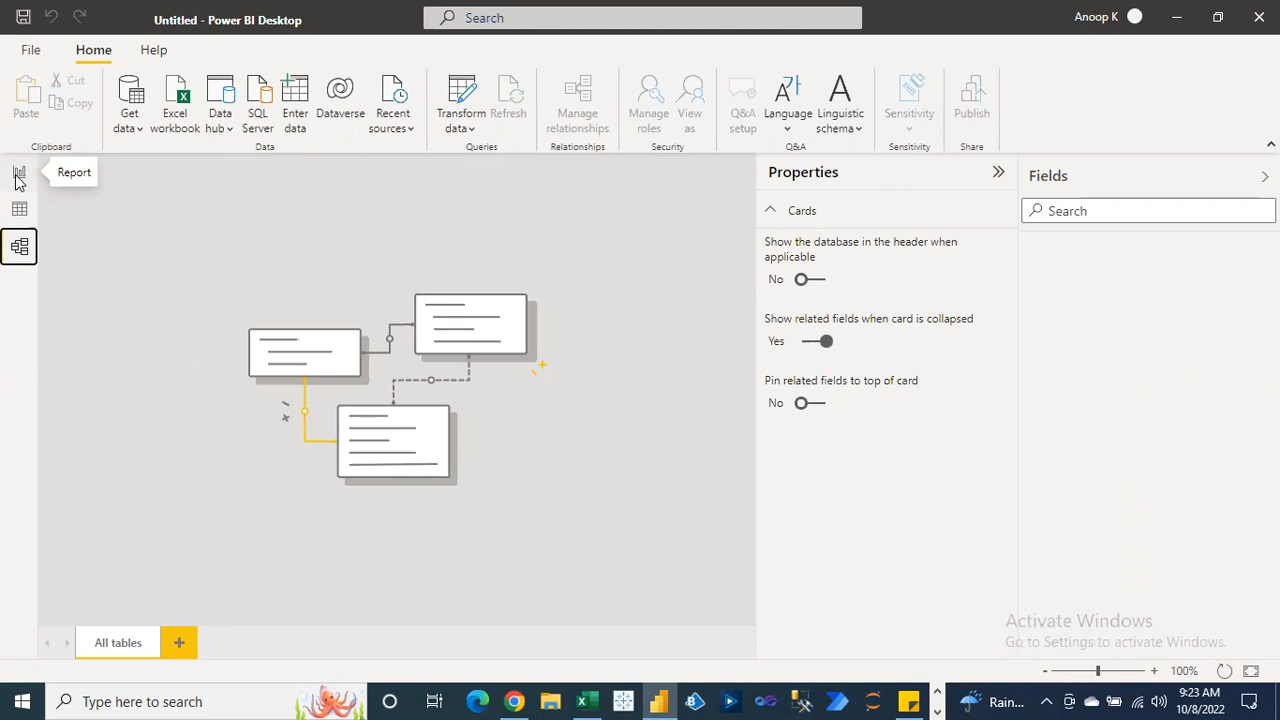 Untitled - Power BI Desktop
Search
Anoop K
File
Home
Help
Paste
Cut
Copy
Clipboard
Get data
Excel workbook
Data hub
SQL Server
Enter data
Dataverse
Recent sources
Data
Transform data
Refresh
Queries
Manage relationships
Relationships
Manage roles
View as
Security
Q&A setup
Language
Linguistic schema
Q&A
Sensitivity
Sensitivity
Publish
Share
Report
Properties
Cards
Show the database in the header when applicable
No
Show related fields when card is collapsed
Yes
Pin related fields to top of card
No
Fields
Search
Activate Windows
Go to Settings to activate Windows.
All tables
100%
Type here to search
Rain...
9:23 AM
10/8/2022